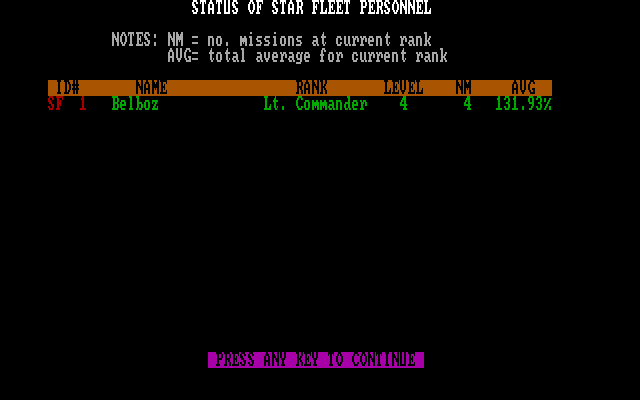 STATUS OF STAR FLEET PERSONNEL
NOTES: NM = no. missions at current rank
AVG= total average for current rank
ID# NAME RANK LEVEL NM AVG
SF 1 Belboz Lt. Commander 4 4 131.93%
PRESS ANY KEY TO CONTINUE